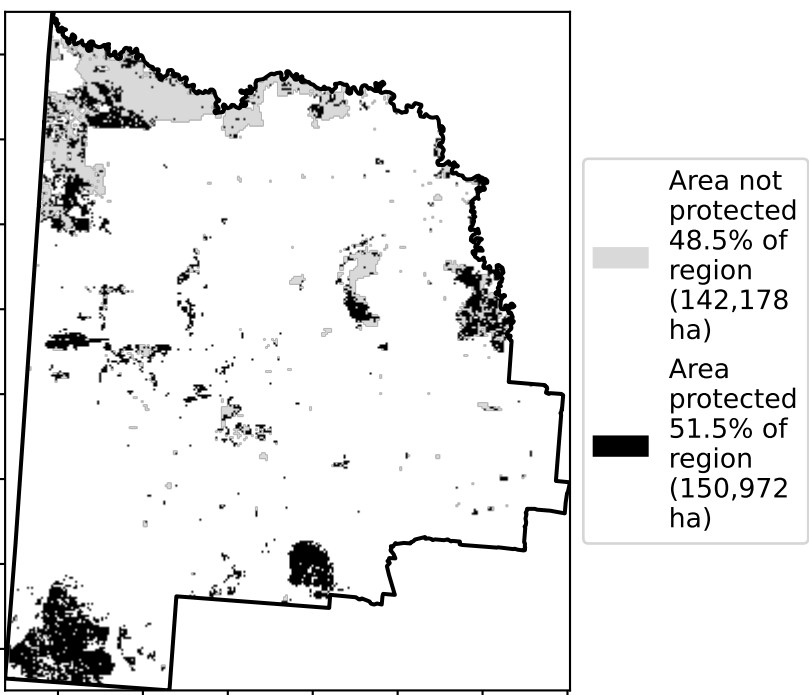 Area not
protected
48.5% of
region
(142,178
ha)
Area
protected
51.5% of
region
(150,972
ha)